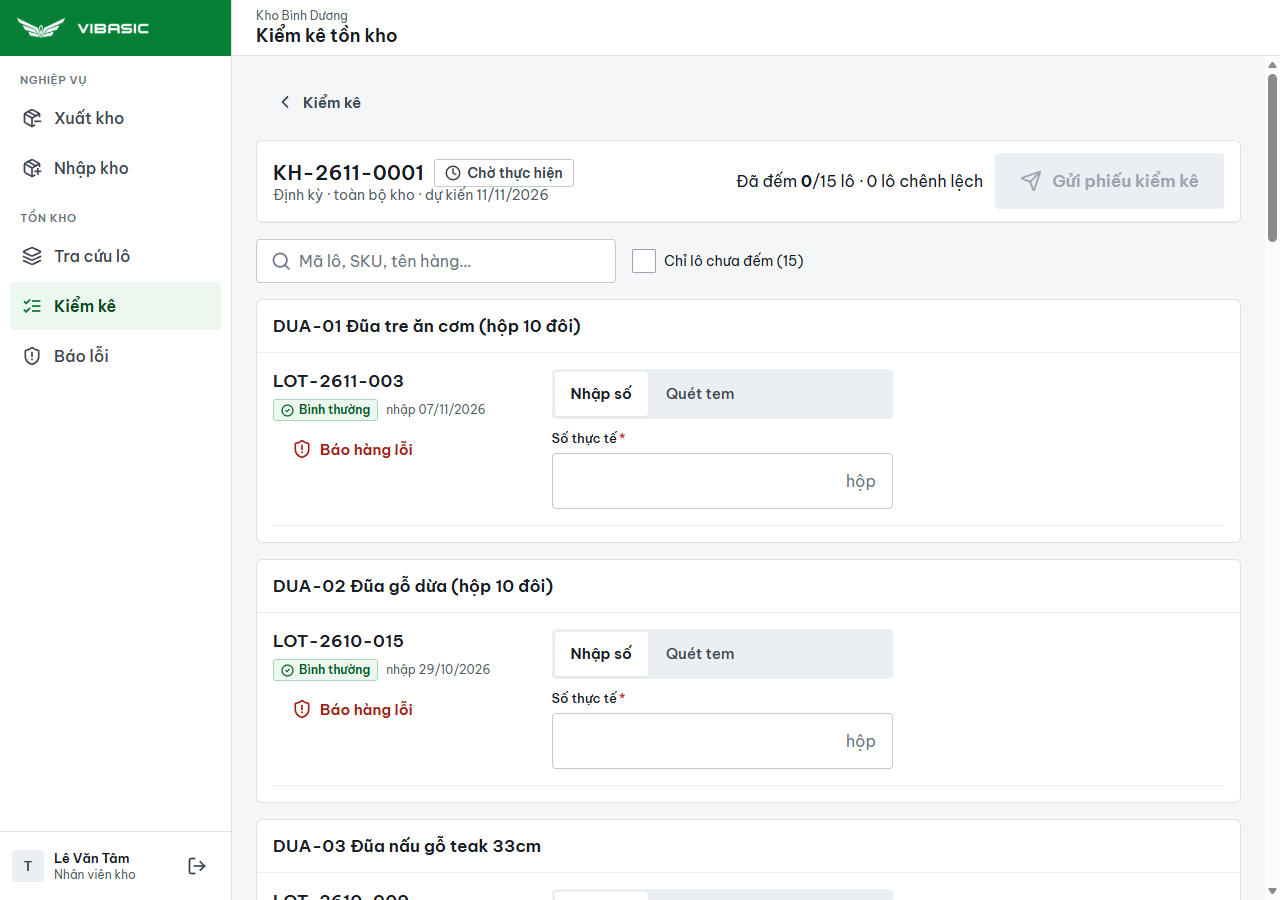 VIBASIC
Kho Bình Dương
Kiểm kê tồn kho
NGHIỆP VỤ
Xuất kho
Nhập kho
TỒN KHO
Tra cứu lô
Kiểm kê
Báo lỗi
T
Lê Văn Tâm
Nhân viên kho
Kiểm kê
KH-2611-0001
Chờ thực hiện
Định kỳ · toàn bộ kho · dự kiến 11/11/2026
Đã đếm 0/15 lô · 0 lô chênh lệch
Gửi phiếu kiểm kê
Mã lô, SKU, tên hàng...
Chỉ lô chưa đếm (15)
DUA-01 Đũa tre ăn cơm (hộp 10 đôi)
LOT-2611-003
Bình thường nhập 07/11/2026
Báo hàng lỗi
Nhập số Quét tem
Số thực tế *
hộp
DUA-02 Đũa gỗ dừa (hộp 10 đôi)
LOT-2610-015
Bình thường nhập 29/10/2026
Báo hàng lỗi
Nhập số Quét tem
Số thực tế *
hộp
DUA-03 Đũa nấu gỗ teak 33cm